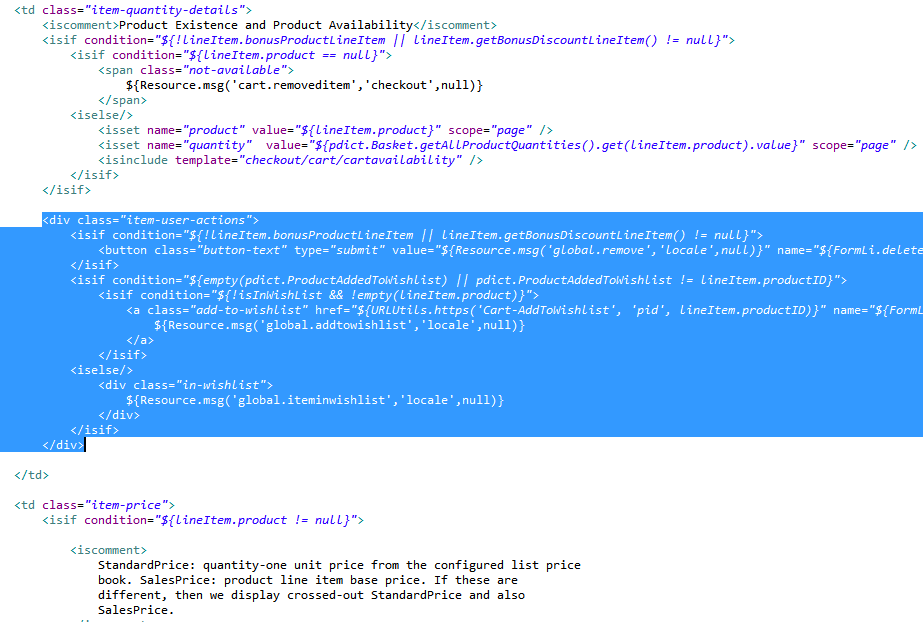 <td class="item-quantity-details">
<iscomment>Product Existence and Product Availability</iscomment>
<isif condition="${!lineItem.bonusProductLineItem || lineItem.getBonusDiscountLineItem() != null}">
<isif condition="${lineItem.product == null}">
<span class="not-available">
${Resource.msg('cart.removeditem','checkout',null)}
</span>
<iselse/>
<isset name="product" value="${lineItem.product}" scope="page" />
<isset name="quantity"  value="${pdict.Basket.getAllProductQuantities().get(lineItem.product).value}" scope="page" />
<isinclude template="checkout/cart/cartavailability" />
</isif>
</isif>
<div class="item-user-actions">
<isif condition="${!lineItem.bonusProductLineItem || lineItem.getBonusDiscountLineItem() != null}">
<button class="button-text" type="submit" value="${Resource.msg('global.remove','locale',null)}" name="${FormLi.delete
</isif>
<isif condition="${empty(pdict.ProductAddedToWishlist) || pdict.ProductAddedToWishlist != lineItem.productID}">
<isif condition="${!isInWishList && !empty(lineItem.product)}">
<a class="add-to-wishlist" href="${URLUtils.https('Cart-AddToWishlist', 'pid', lineItem.productID)}" name="${FormL
${Resource.msg('global.addtowishlist','locale',null)}
</a>
</isif>
<iselse/>
<div class="in-wishlist">
${Resource.msg('global.iteminwishlist','locale',null)}
</div>
</isif>
</div>
</td>
<td class="item-price">
<isif condition="${lineItem.product != null}">
<iscomment>
StandardPrice: quantity-one unit price from the configured list price
book. SalesPrice: product line item base price. If these are
different, then we display crossed-out StandardPrice and also
SalesPrice.